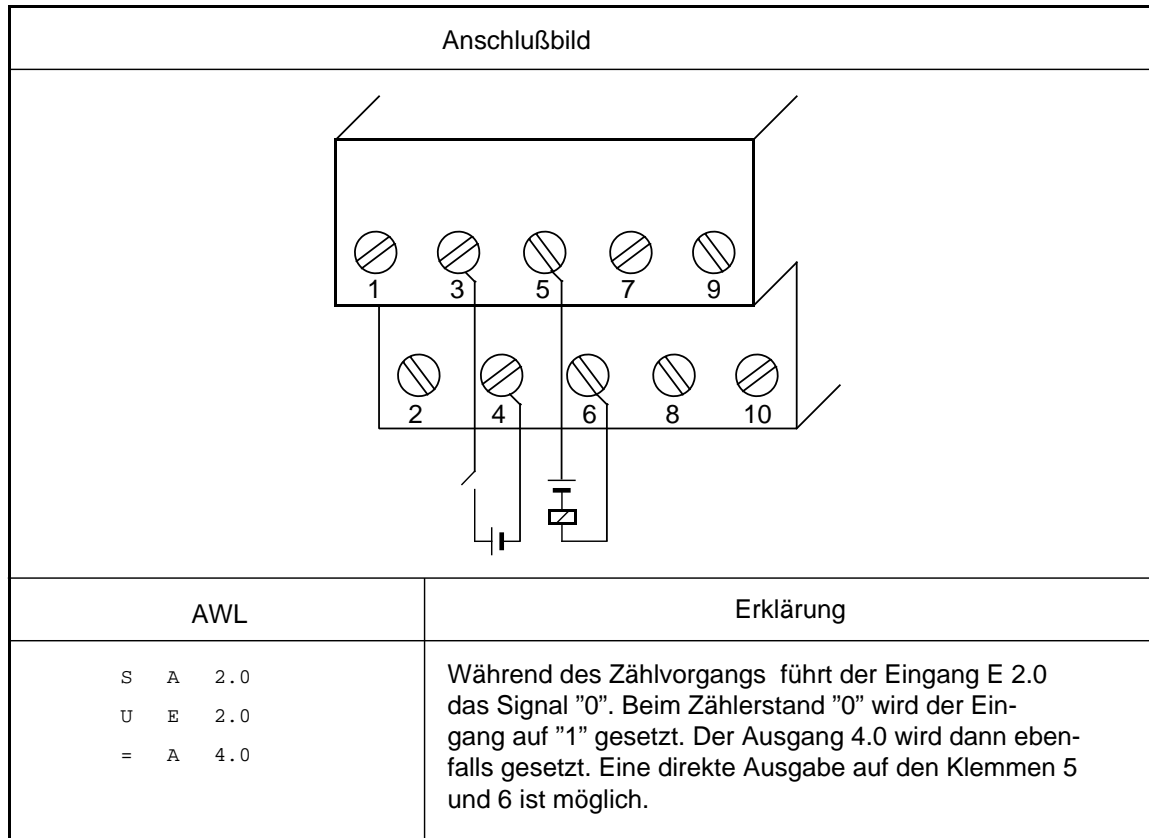 Anschlußbild
1 3 5 7 9
2 4 6 8 10
AWL
Erklärung
S A 2.0
U E 2.0
= A 4.0
Während des Zählvorgangs führt der Eingang E 2.0
das Signal ”0”. Beim Zählerstand ”0” wird der Ein-
gang auf ”1” gesetzt. Der Ausgang 4.0 wird dann eben-
falls gesetzt. Eine direkte Ausgabe auf den Klemmen 5
und 6 ist möglich.